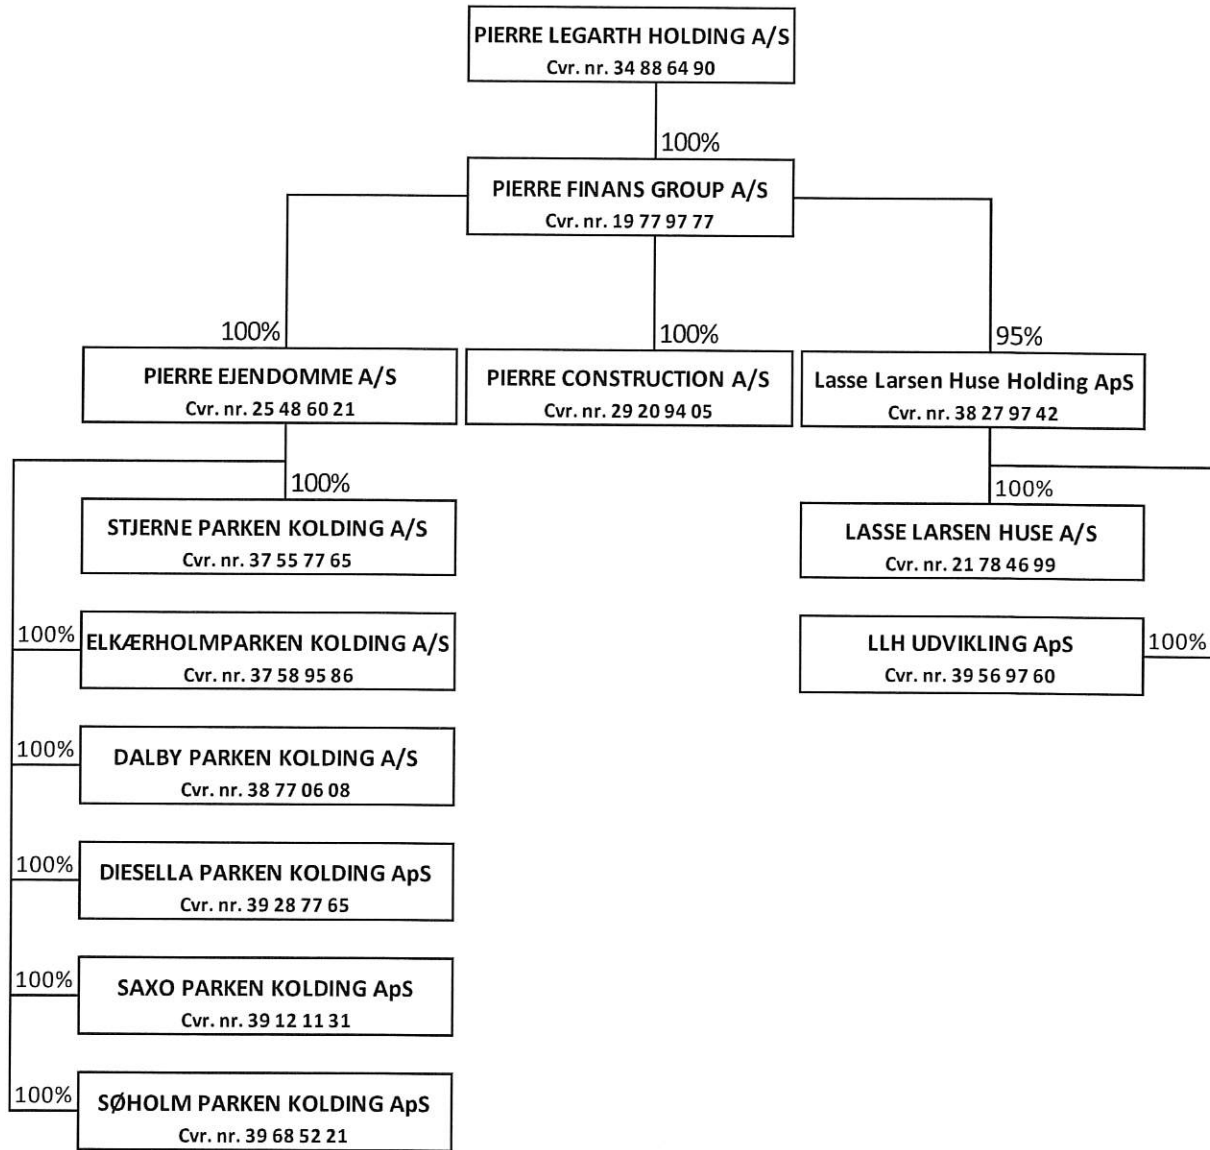 PIERRE LEGARTH HOLDING A/S
Cvr. nr. 34 88 64 90
100%
PIERRE FINANS GROUP A/S
Cvr. nr. 19 77 97 77
100%
100%
95%
PIERRE EJENDOMME A/S
Cvr. nr. 25 48 60 21
PIERRE CONSTRUCTION A/S
Cvr. nr. 29 20 94 05
Lasse Larsen Huse Holding ApS
Cvr. nr. 38 27 97 42
100%
100%
STJERNE PARKEN KOLDING A/S
Cvr. nr. 37 55 77 65
LASSE LARSEN HUSE A/S
Cvr. nr. 21 78 46 99
100%
ELKÆRHOLMPARKEN KOLDING A/S
Cvr. nr. 37 58 95 86
LLH UDVIKLING ApS
Cvr. nr. 39 56 97 60
100%
100%
DALBY PARKEN KOLDING A/S
Cvr. nr. 38 77 06 08
100%
DIESELLA PARKEN KOLDING ApS
Cvr. nr. 39 28 77 65
100%
SAXO PARKEN KOLDING ApS
Cvr. nr. 39 12 11 31
100%
SØHOLM PARKEN KOLDING ApS
Cvr. nr. 39 68 52 21